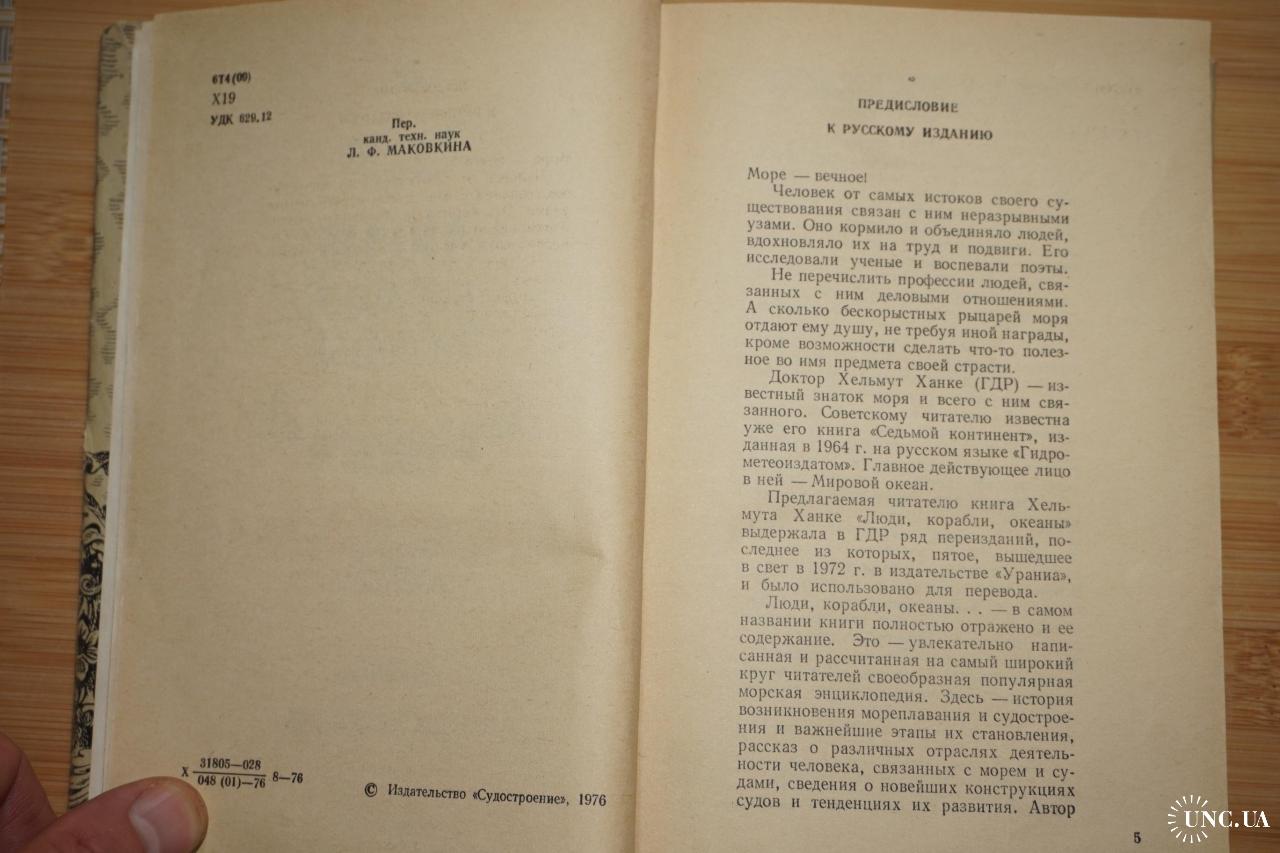 6Т4(09)
Х19
УДК 629.12
Пер.
канд. техн. наук
Л. Ф. МАКОВКИНА
Х 31805—028
048 (01)—76 8—76
© Издательство «Судостроение», 1976
ПРЕДИСЛОВИЕ
К РУССКОМУ ИЗДАНИЮ
Море — вечное!
Человек от самых истоков своего су-
ществования связан с ним неразрывными
узами. Оно кормило и объединяло людей,
вдохновляло их на труд и подвиги. Его
исследовали ученые и воспевали поэты.
Не перечислить профессии людей, свя-
занных с ним деловыми отношениями.
А сколько бескорыстных рыцарей моря
отдают ему душу, не требуя иной награды,
кроме возможности сделать что-то полез-
ное во имя предмета своей страсти.
Доктор Хельмут Ханке (ГДР) — из-
вестный знаток моря и всего с ним свя-
занного. Советскому читателю известна
уже его книга «Седьмой континент», из-
данная в 1964 г. на русском языке «Гидро-
метеоиздатом». Главное действующее лицо
в ней — Мировой океан.
Предлагаемая читателю книга Хель-
мута Ханке «Люди, корабли, океаны»
выдержала в ГДР ряд переизданий, по-
следнее из которых, пятое, вышедшее
в свет в 1972 г. в издательстве «Урания»,
и было использовано для перевода.
Люди, корабли, океаны. . . — в самом
названии книги полностью отражено и ее
содержание. Это — увлекательно напи-
санная и рассчитанная на самый широкий
круг читателей своеобразная популярная
морская энциклопедия. Здесь — история
возникновения мореплавания и судострое-
ния и важнейшие этапы их становления,
рассказ о различных отраслях деятель-
ности человека, связанных с морем и су-
дами, сведения о новейших конструкциях
судов и тенденциях их развития. Автор
5
UNC.UA